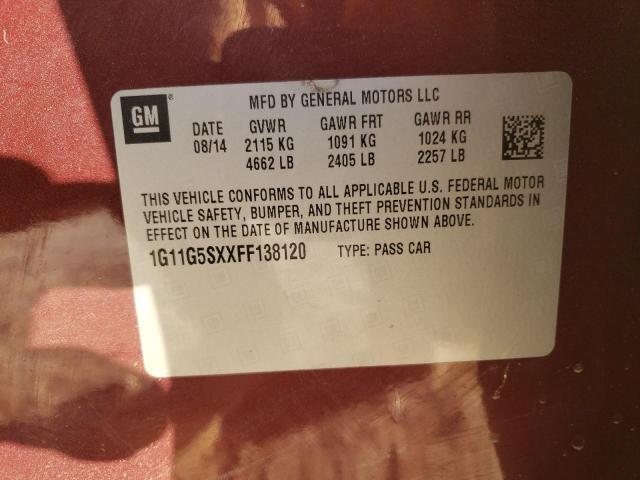 GM
MFD BY GENERAL MOTORS LLC
DATE GVWR GAWR FRT GAWR RR
08/14 2115 KG 1091 KG 1024 KG
4662 LB 2405 LB 2257 LB
THIS VEHICLE CONFORMS TO ALL APPLICABLE U.S. FEDERAL MOTOR
VEHICLE SAFETY, BUMPER, AND THEFT PREVENTION STANDARDS IN
EFFECT ON THE DATE OF MANUFACTURE SHOWN ABOVE.
1G11G5SXXFF138120 TYPE: PASS CAR